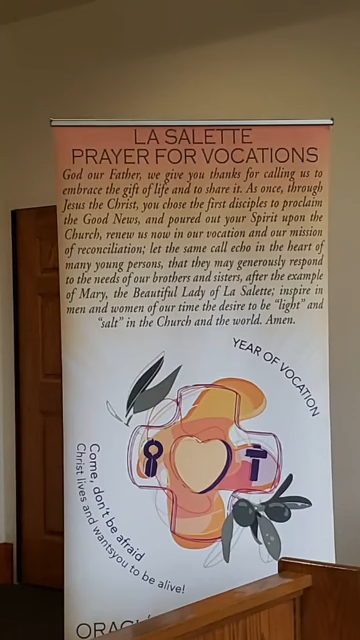 LA SALETTE
PRAYER FOR VOCATIONS
God our Father, we give you thanks for calling us to
embrace the gift of life and to share it. As once, through
Jesus the Christ, you chose the first disciples to proclaim
the Good News, and poured out your Spirit upon the
Church, renew us now in our vocation and our mission
of reconciliation; let the same call echo in the heart of
many young persons, that they may generously respond
to the needs of our brothers and sisters, after the example
of Mary, the Beautiful Lady of La Salette; inspire in
men and women of our time the desire to be "light" and
"salt" in the Church and the world. Amen.
YEAR OF VOCATION
Come, don't be afraid
Christ lives and wantsyou to be alive!